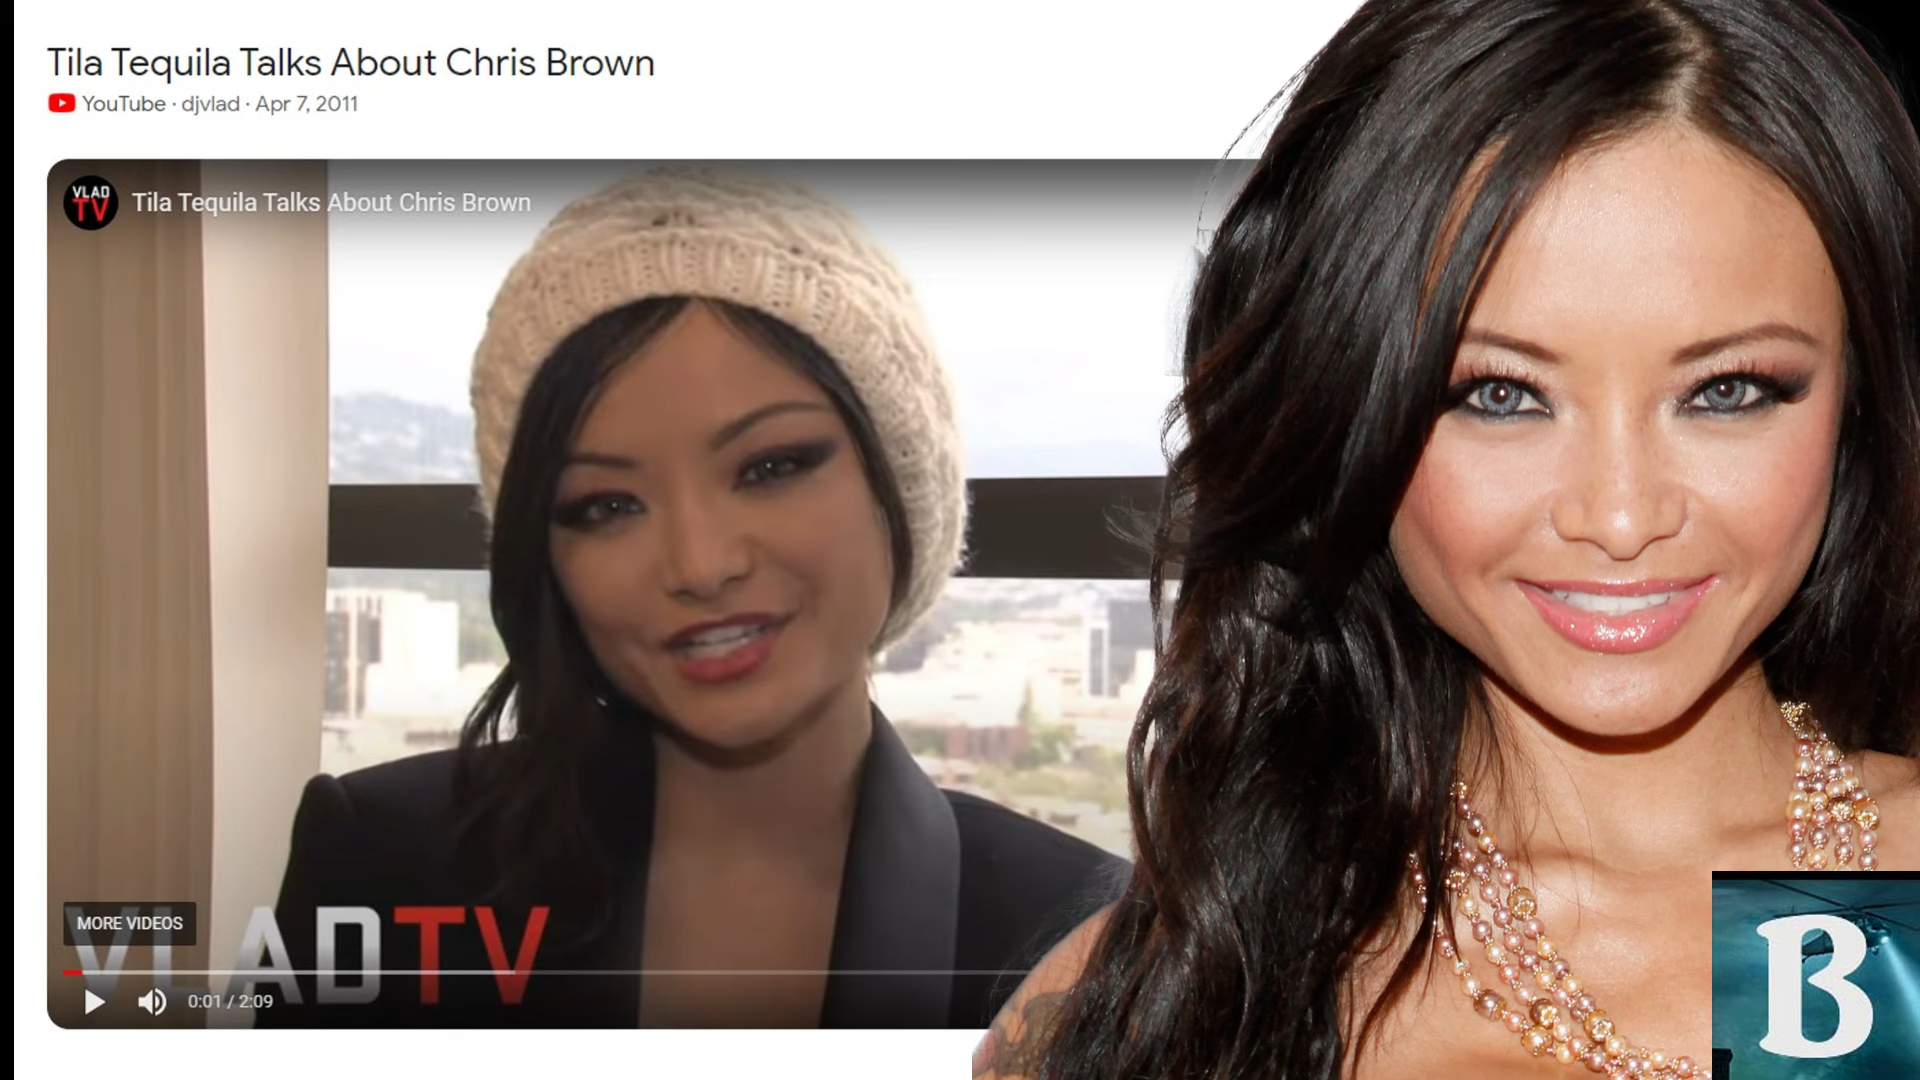 Tila Tequila Talks About Chris Brown
YouTube · djvlad · Apr 7, 2011
VLAD
TV
Tila Tequila Talks About Chris Brown
MORE VIDEOS
VLADTV
0:01 / 2:09
B